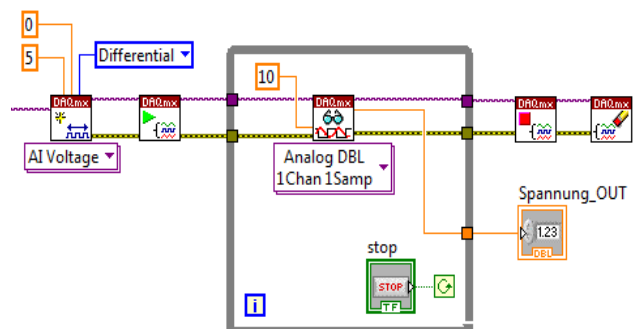 0
5
Differential
10
DAQmx
DAQmx
DAQmx
DAQmx
DAQmx
AI Voltage
Analog DBL
1Chan 1Samp
Spannung_OUT
1.23
DBL
stop
STOP
TF
i